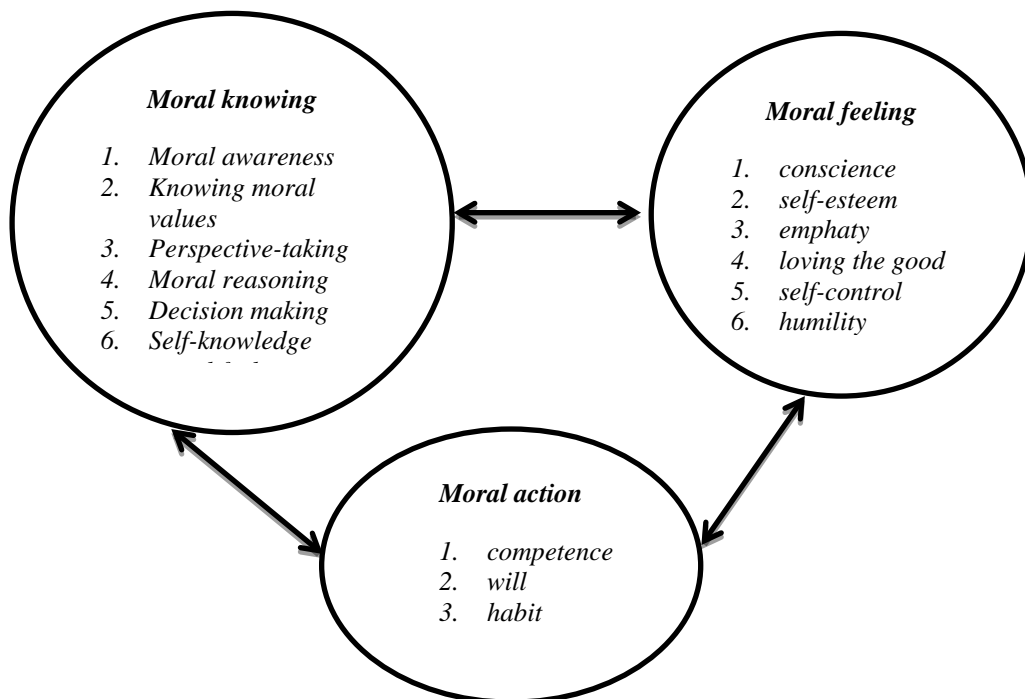 Moral knowing
1. Moral awareness
2. Knowing moral
values
3. Perspective-taking
4. Moral reasoning
5. Decision making
6. Self-knowledge
Moral feeling
1. conscience
2. self-esteem
3. emphaty
4. loving the good
5. self-control
6. humility
Moral action
1. competence
2. will
3. habit